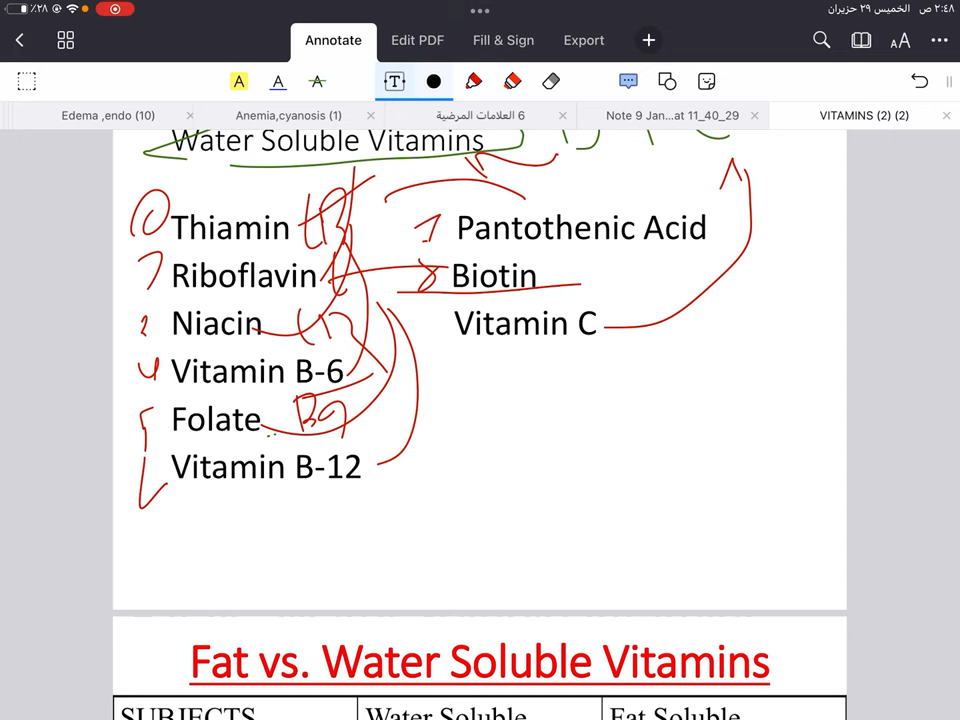 ٪٢٨ ٢:٤٨ ص الخميس ٢٩ حزيران
Annotate Edit PDF Fill & Sign Export
Edema ,endo (10) Anemia,cyanosis (1) 6 العلامات المرضية Note 9 Jan...at 11_40_29 VITAMINS (2) (2)
Water Soluble Vitamins
Thiamin
Riboflavin
Niacin
Vitamin B-6
Folate B9
Vitamin B-12
Pantothenic Acid
Biotin
Vitamin C
Fat vs. Water Soluble Vitamins
SUBJECTS Water Soluble Fat Soluble